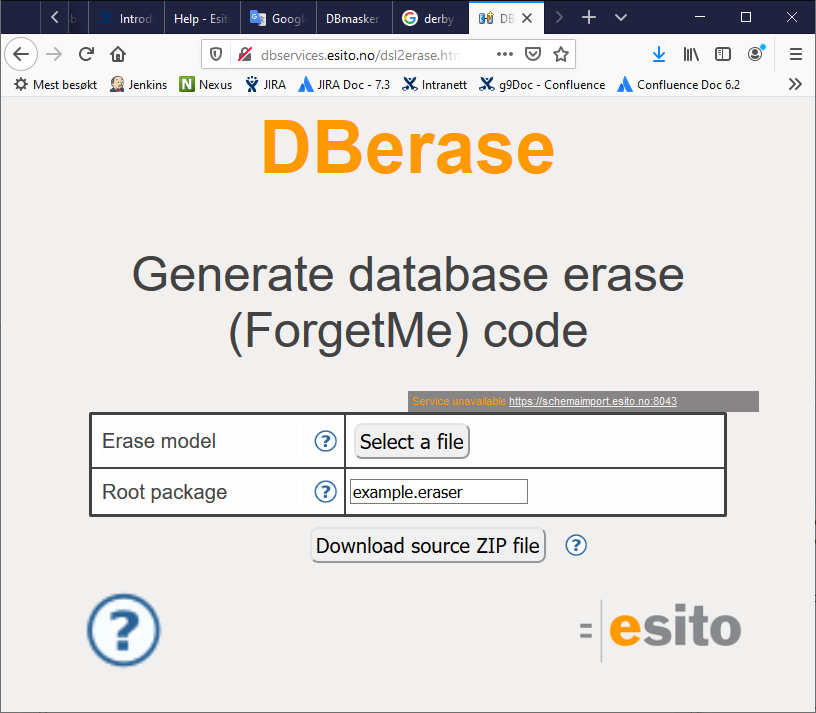 Introd
Help - Esit
Google
DBmasker
derby
DB
dbservices.esito.no/dsl2erase.htn
Mest besøkt
Jenkins
N Nexus
JIRA
JIRA Doc - 7.3
Intranett
g9Doc - Confluence
Confluence Doc 6.2
DBerase
Generate database erase
(ForgetMe) code
Service unavailable https://schemaimport.esito.no:8043
Erase model ? Select a file
Root package ? example.eraser
Download source ZIP file ?
? = esito